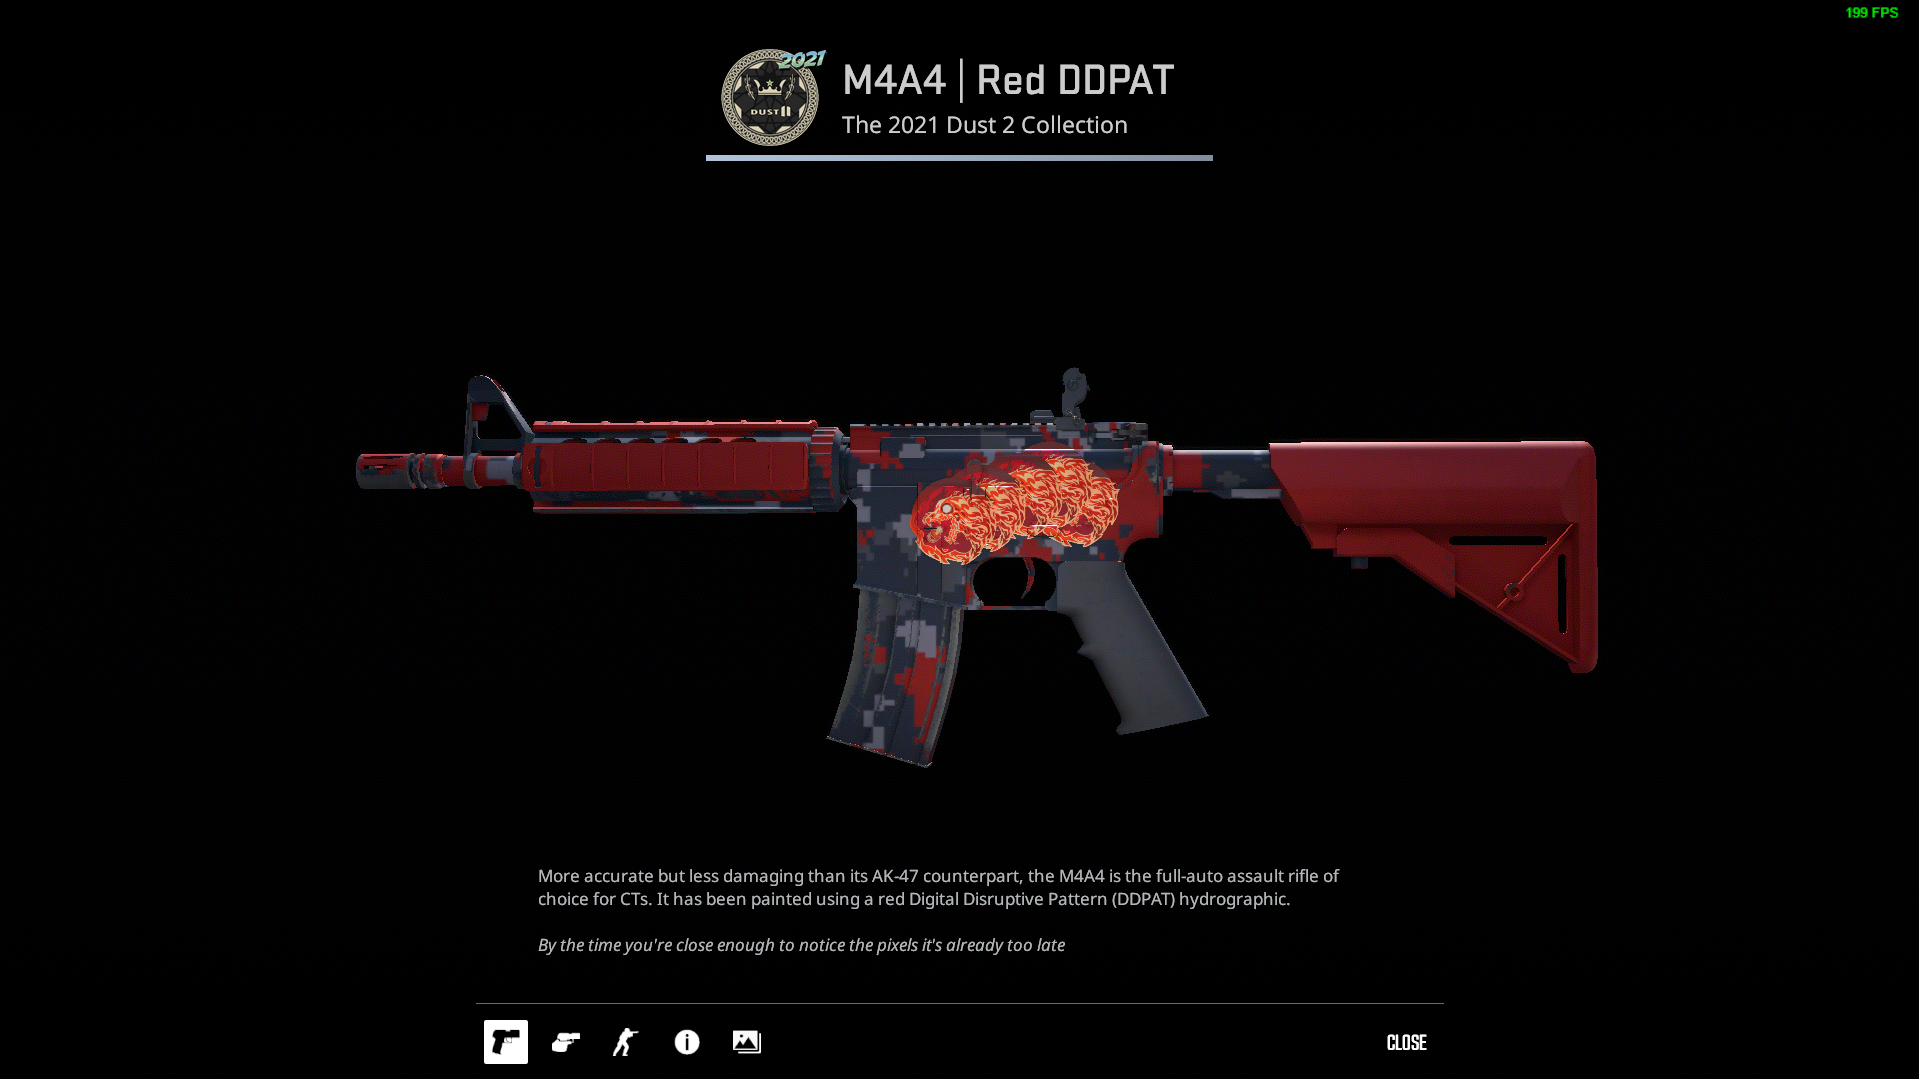 199 FPS
2021
DUST II
M4A4 | Red DDPAT
The 2021 Dust 2 Collection
More accurate but less damaging than its AK-47 counterpart, the M4A4 is the full-auto assault rifle of
choice for CTs. It has been painted using a red Digital Disruptive Pattern (DDPAT) hydrographic.
By the time you're close enough to notice the pixels it's already too late
CLOSE